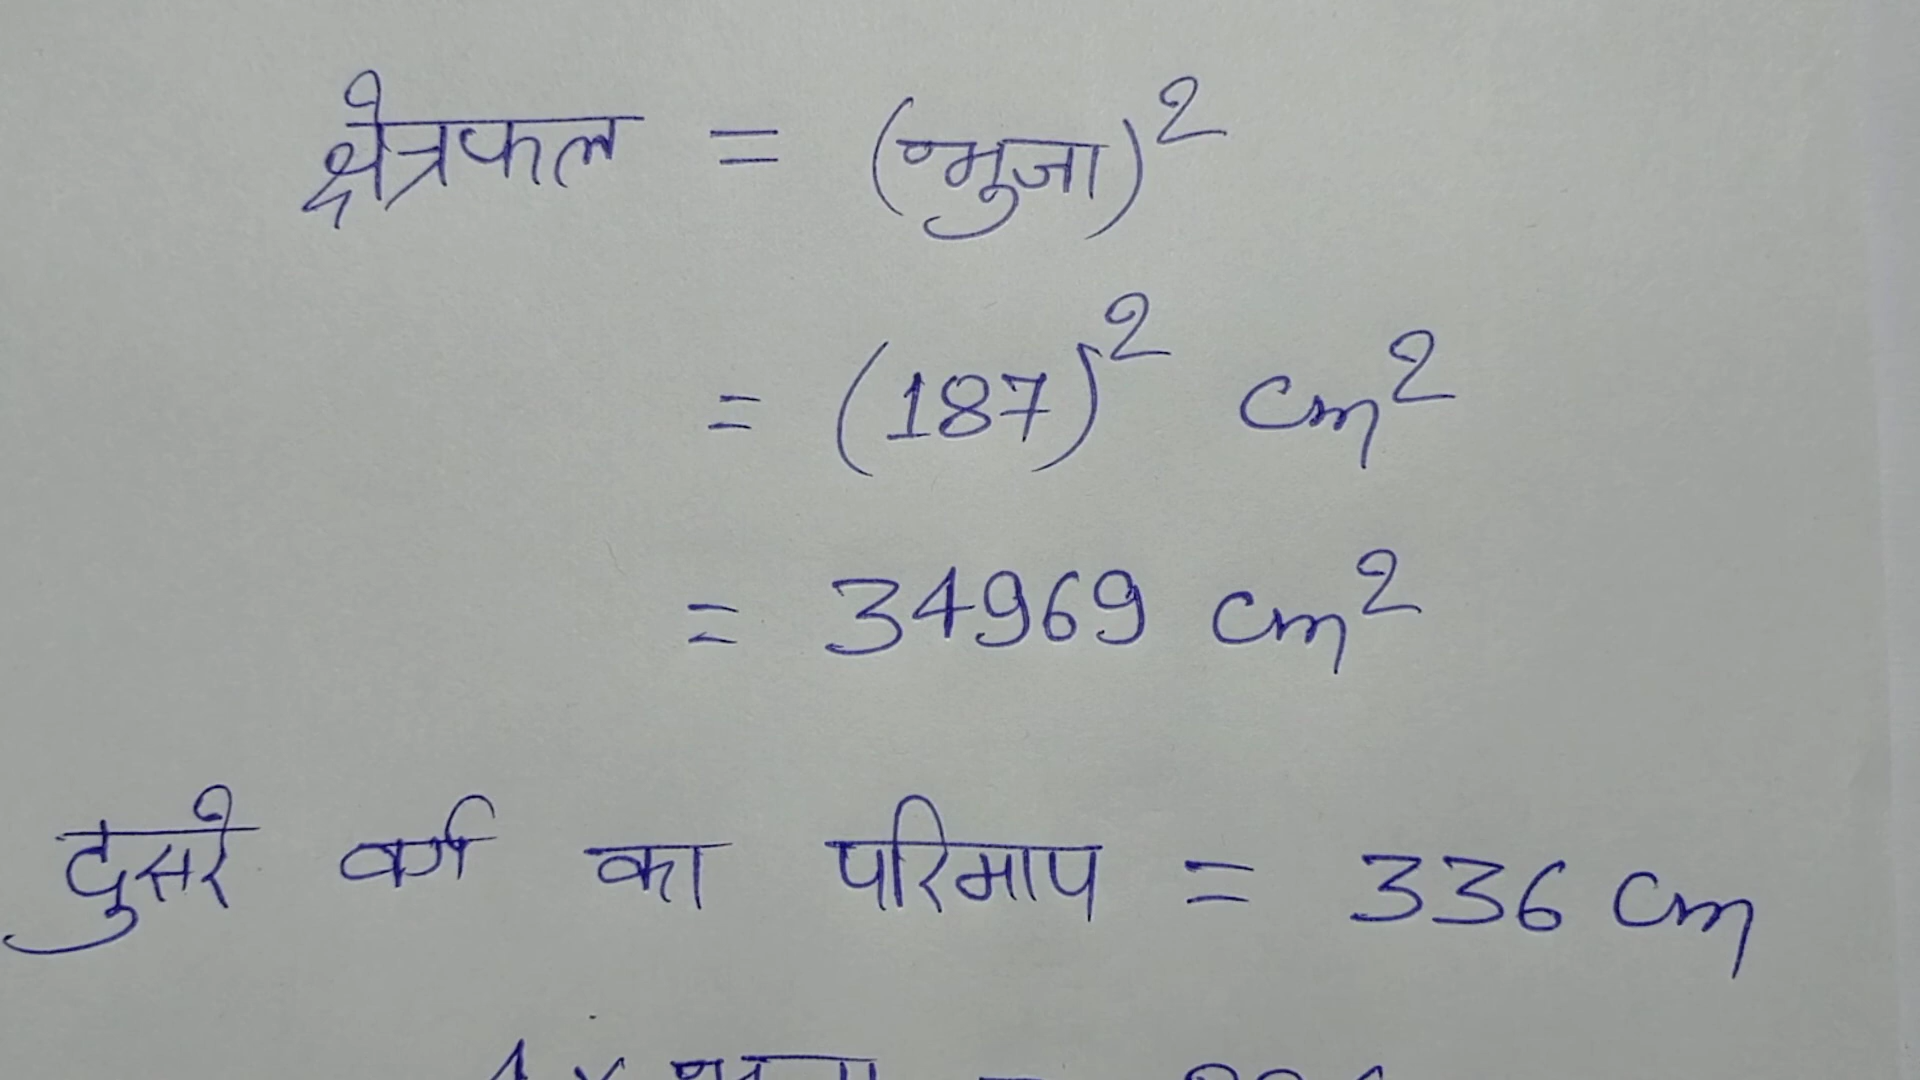 क्षेत्रफल = (भुजा)²
= (187)² cm²
= 34969 cm²
दुसरे वर्ग का परिमाप = 336 cm